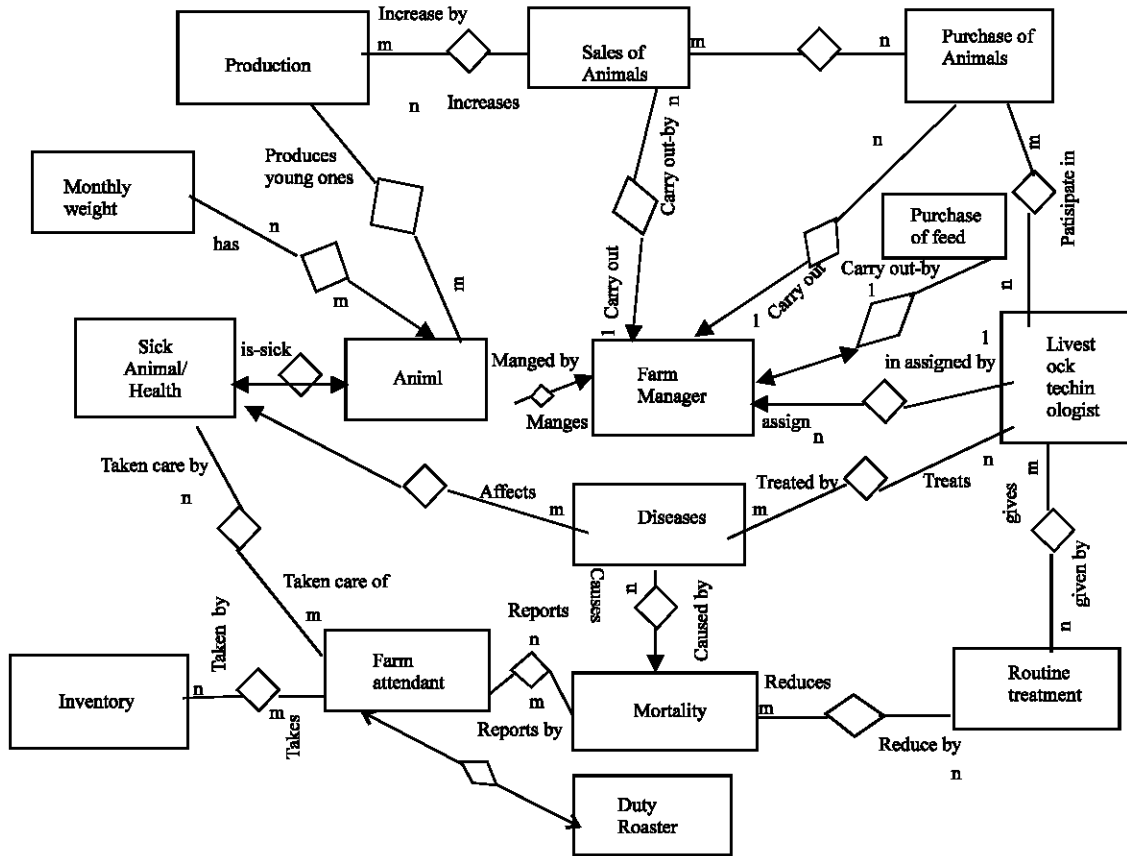 Increase by
m
Production
n
Increases
Sales of
Animals
m
n
Purchase of
Animals
n
Carry out-by
n
m
Patisipate in
Produces
young ones
Monthly
weight
n
has
m
m
Purchase
of feed
Carry out-by
1
Carry out
1
Carry out
1
n
Sick
Animal/
Health
is-sick
Animl
Manged by
Manges
Farm
Manager
in assigned by
1
assign
n
Livest
ock
techin
ologist
Taken care by
n
Affects
m
Diseases
Treated by
m
Treats
n
m
gives
given by
n
Taken care of
m
Causes
n
Caused by
Taken by
Inventory
n
m
Takes
Farm
attendant
Reports
n
m
Reports by
Mortality
Reduces
m
Reduce by
n
Routine
treatment
Duty
Roaster